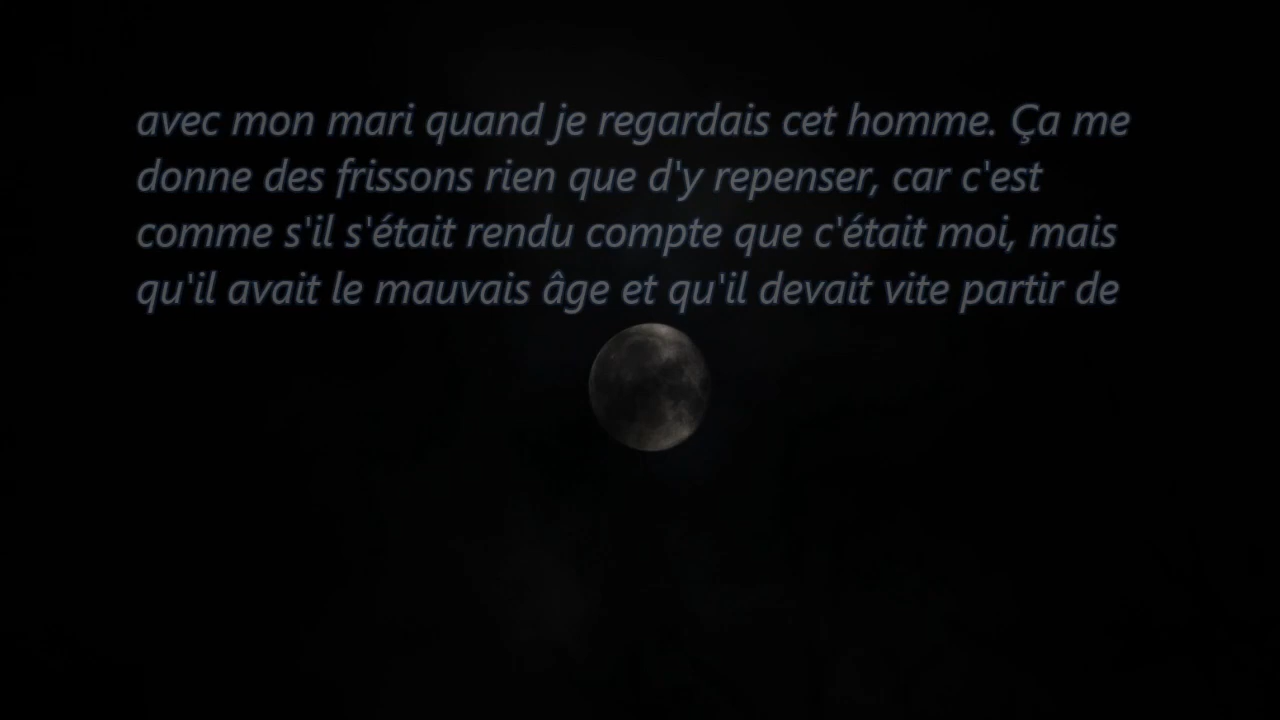 avec mon mari quand je regardais cet homme. Ça me
donne des frissons rien que d'y repenser, car c'est
comme s'il s'était rendu compte que c'était moi, mais
qu'il avait le mauvais âge et qu'il devait vite partir de